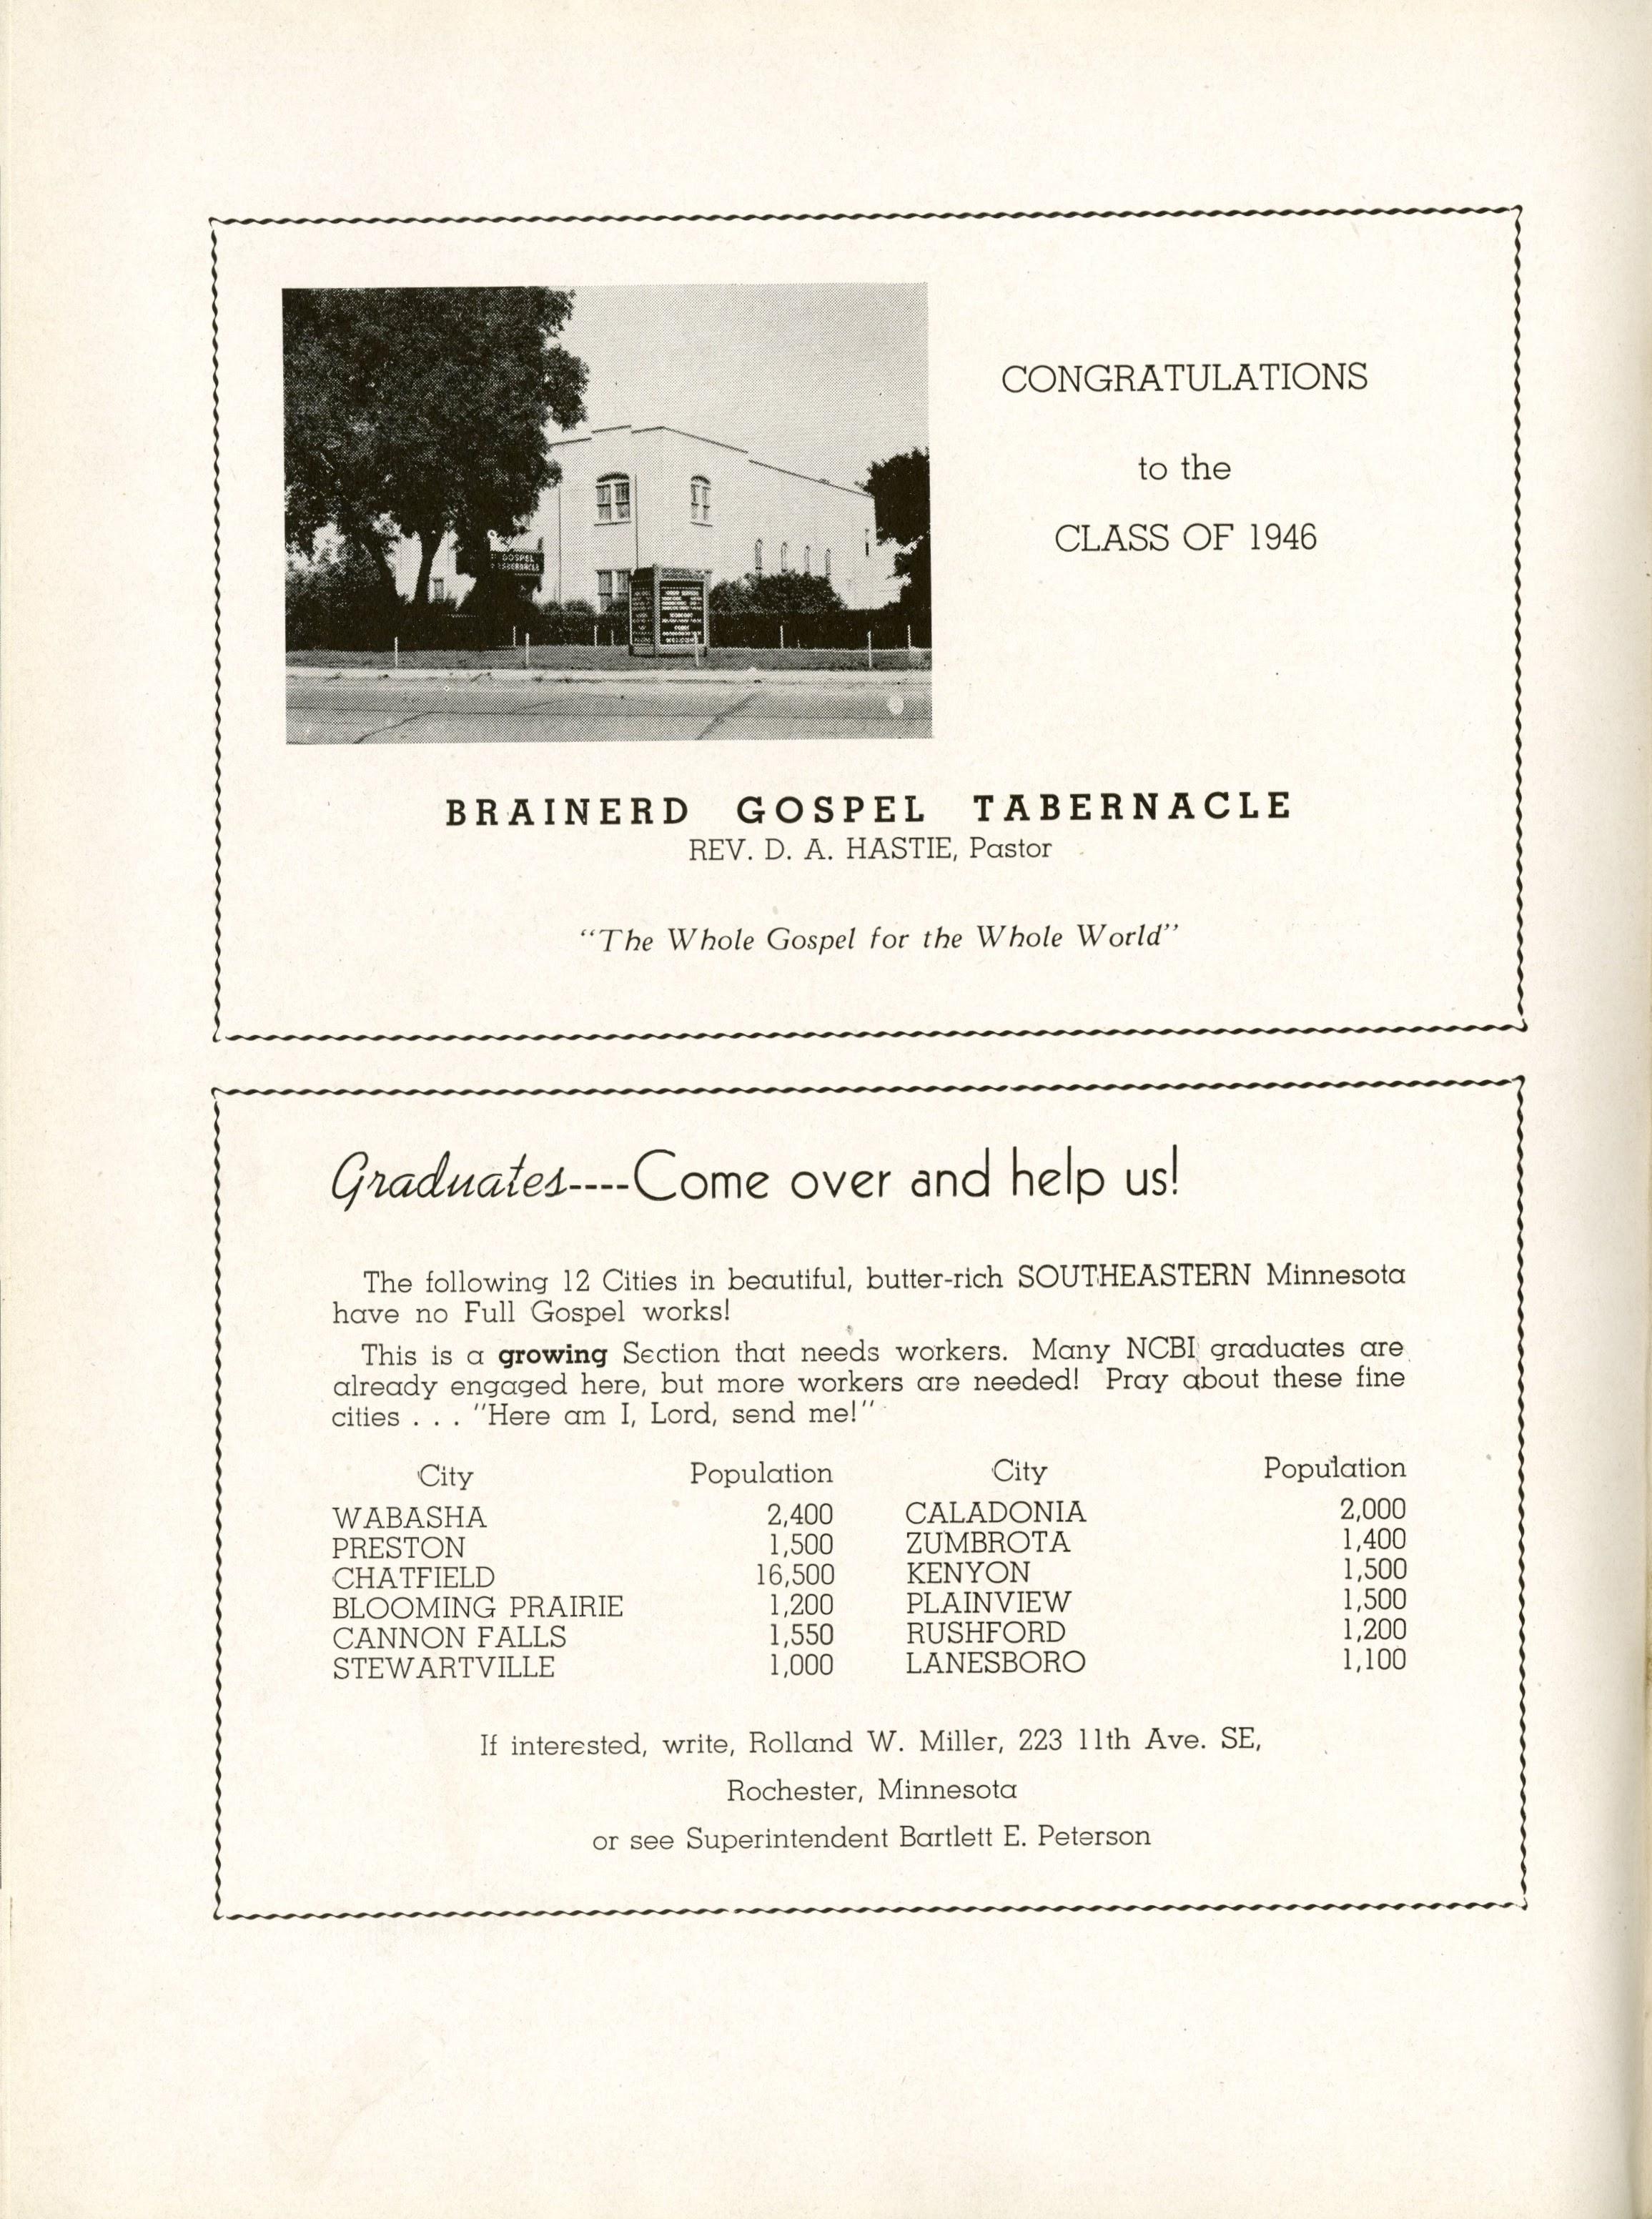 GOSPEL
TABERNACLE
CONGRATULATIONS
to the
CLASS OF 1946
BRAINERD GOSPEL TABERNACLE
REV. D. A. HASTIE, Pastor
"The Whole Gospel for the Whole World"
Graduates----Come over and help us!
The following 12 Cities in beautiful, butter-rich SOUTHEASTERN Minnesota
have no Full Gospel works!
This is a growing Section that needs workers. Many NCBI graduates are
already engaged here, but more workers are needed! Pray about these fine
cities . . . "Here am I, Lord, send me!"
City Population City Population
WABASHA 2,400 CALADONIA 2,000
PRESTON 1,500 ZUMBROTA 1,400
CHATFIELD 16,500 KENYON 1,500
BLOOMING PRAIRIE 1,200 PLAINVIEW 1,500
CANNON FALLS 1,550 RUSHFORD 1,200
STEWARTVILLE 1,000 LANESBORO 1,100
If interested, write, Rolland W. Miller, 223 11th Ave. SE,
Rochester, Minnesota
or see Superintendent Bartlett E. Peterson